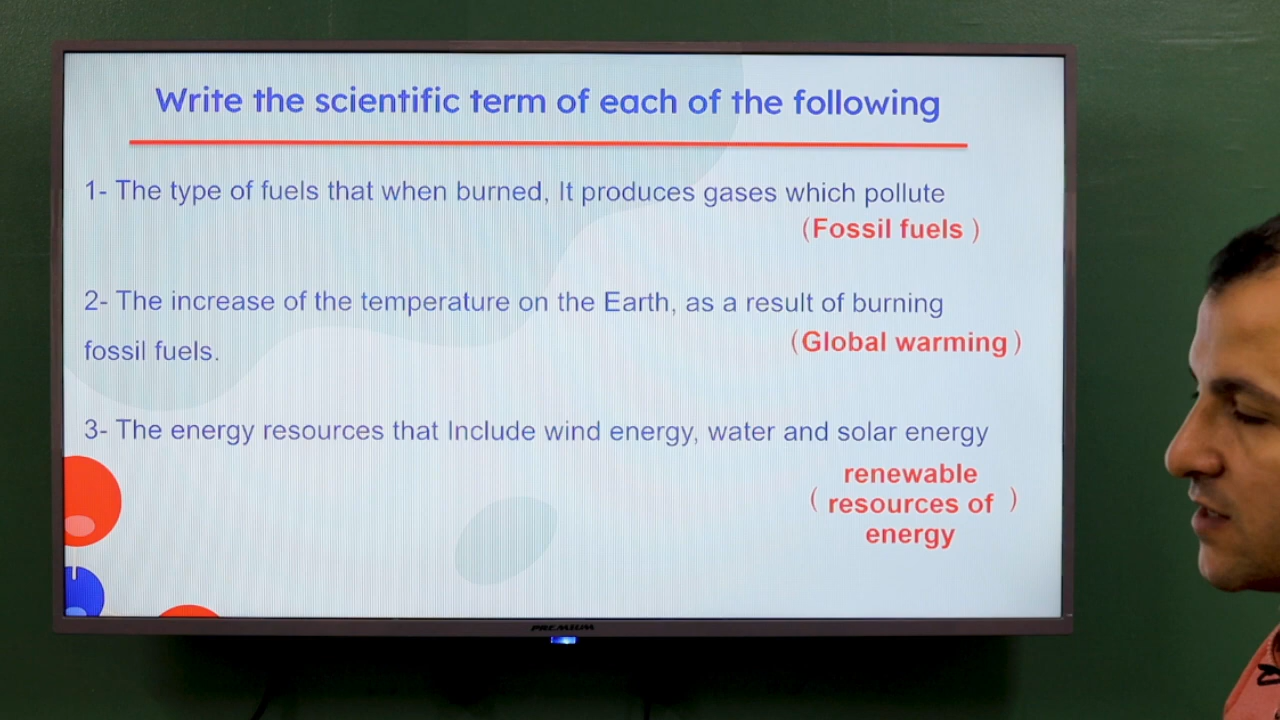 Write the scientific term of each of the following
1- The type of fuels that when burned, It produces gases which pollute
(Fossil fuels )
2- The increase of the temperature on the Earth, as a result of burning
fossil fuels.
(Global warming )
3- The energy resources that Include wind energy, water and solar energy
renewable
( resources of )
energy
PREMIUM